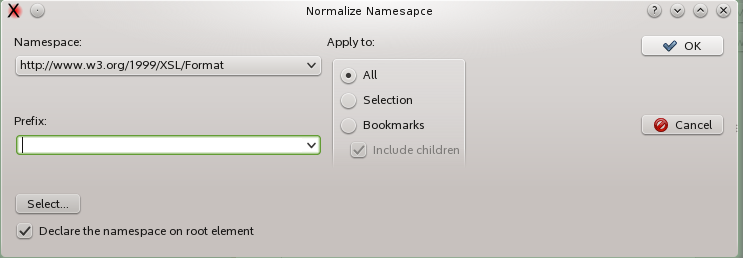 Normalize Namesapce
Namespace:
http://www.w3.org/1999/XSL/Format
Prefix:
Select...
Declare the namespace on root element
Apply to:
All
Selection
Bookmarks
Include children
OK
Cancel